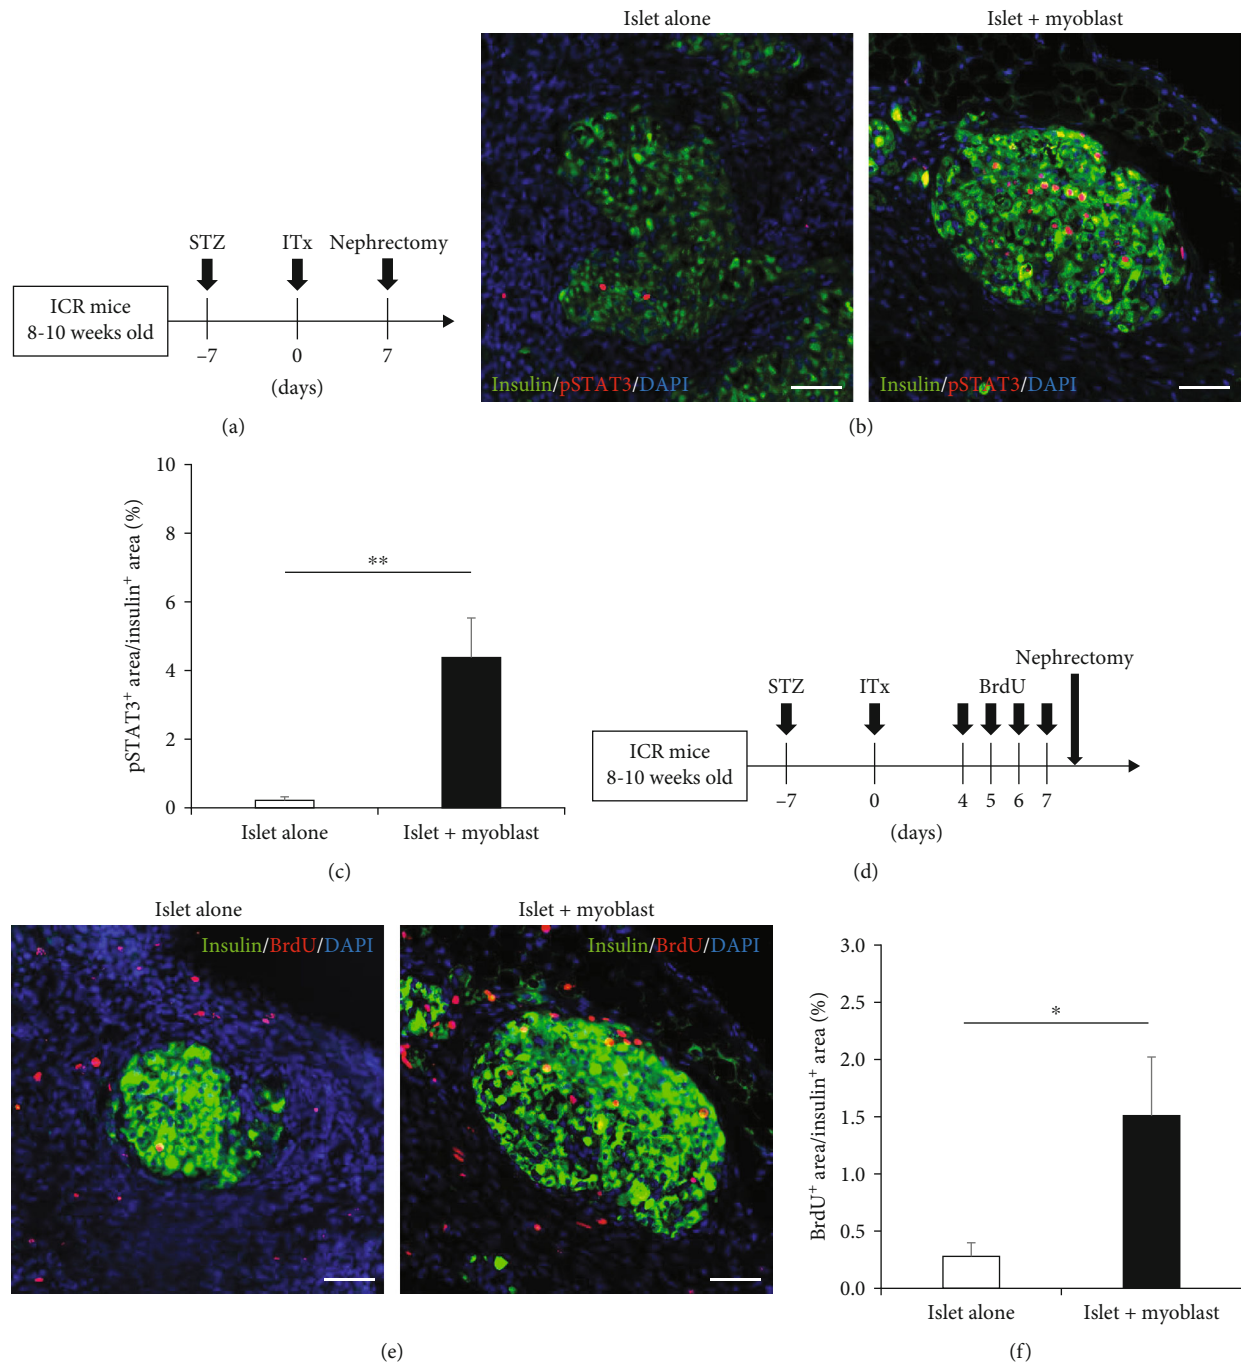 Islet alone
Islet + myoblast
STZ
ITx
Nephrectomy
ICR mice
8-10 weeks old
–7
0
7
(days)
Insulin/pSTAT3/DAPI
Insulin/pSTAT3/DAPI
(a)
(b)
pSTAT3+ area/insulin+ area (%)
10
8
6
4
2
0
**
Islet alone
Islet + myoblast
(c)
Nephrectomy
STZ
ITx
BrdU
ICR mice
8-10 weeks old
–7
0
4
5
6
7
(days)
(d)
Islet alone
Islet + myoblast
Insulin/BrdU/DAPI
Insulin/BrdU/DAPI
(e)
BrdU+ area/insulin+ area (%)
3.0
2.5
2.0
1.5
1.0
0.5
0.0
*
Islet alone
Islet + myoblast
(f)